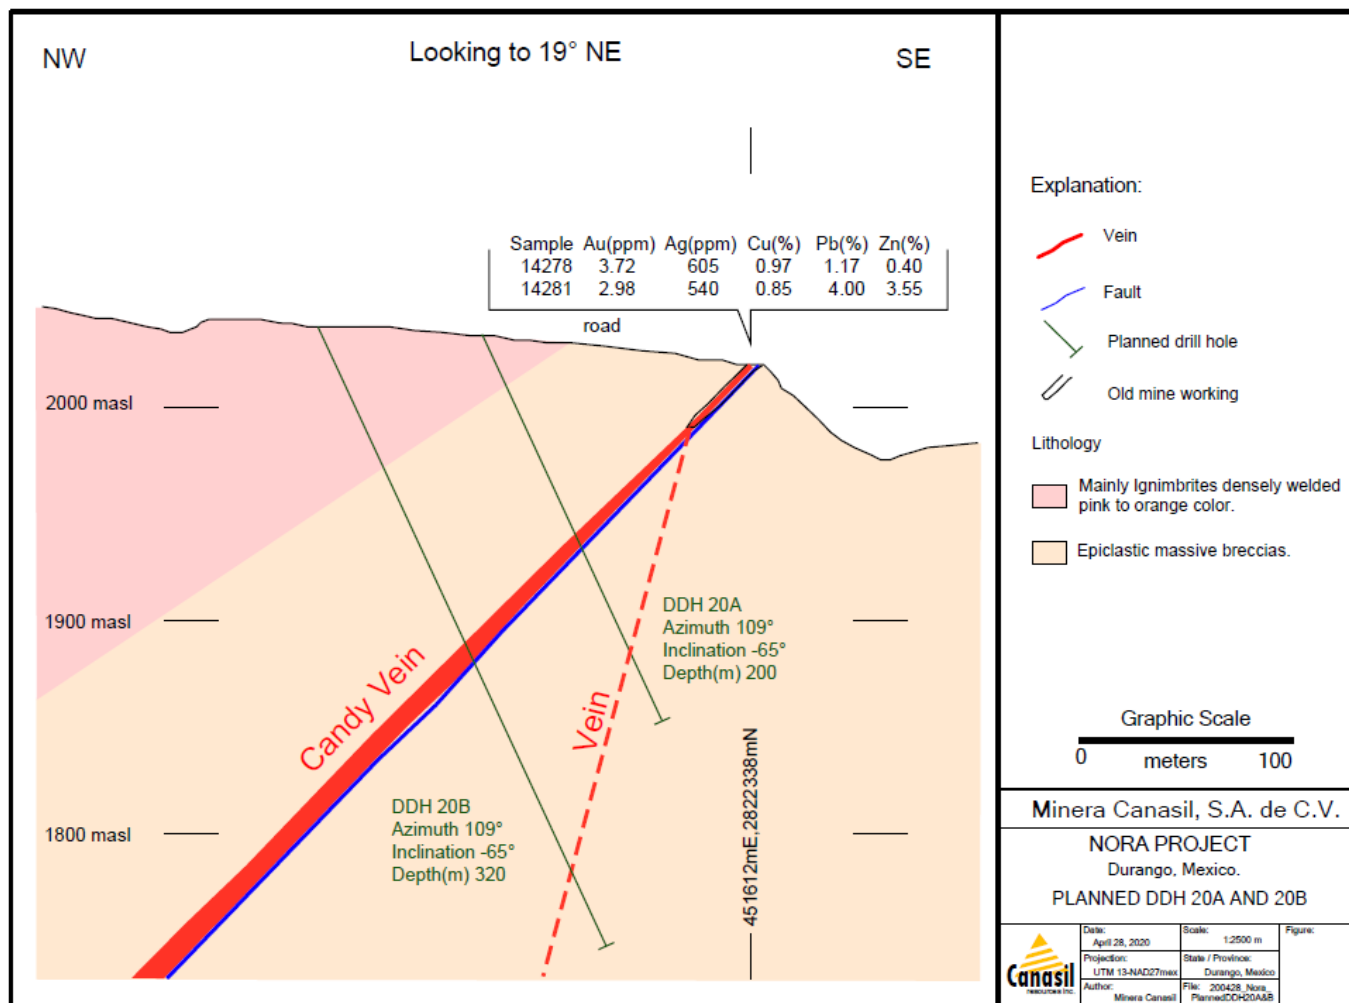 NW
Looking to 19° NE
SE
Sample Au(ppm) Ag(ppm) Cu(%) Pb(%) Zn(%)
14278 3.72 605 0.97 1.17 0.40
14281 2.98 540 0.85 4.00 3.55
road
2000 masl
1900 masl
1800 masl
Candy Vein
Vein
DDH 20A
Azimuth 109°
Inclination -65°
Depth(m) 200
DDH 20B
Azimuth 109°
Inclination -65°
Depth(m) 320
451612mE,2822338mN
Explanation:
Vein
Fault
Planned drill hole
Old mine working
Lithology
Mainly Ignimbrites densely welded
pink to orange color.
Epiclastic massive breccias.
Graphic Scale
0 meters 100
Minera Canasil, S.A. de C.V.
NORA PROJECT
Durango, Mexico.
PLANNED DDH 20A AND 20B
Canasil
RESOURCES INC.
Date:
April 28, 2020
Scale:
1:2500 m
Figure:
Projection:
UTM 13-NAD27mex
State / Province:
Durango, Mexico
Author:
Minera Canasil
File: 200428_Nora_
PlannedDDH20A&B